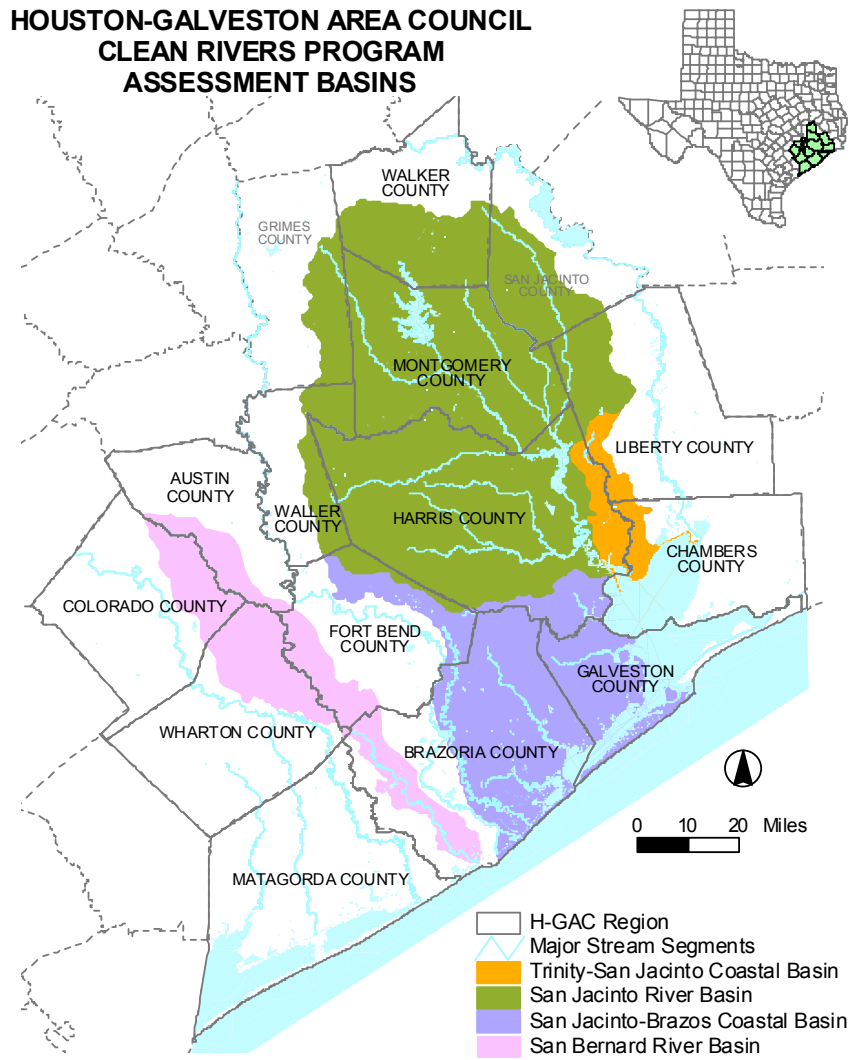 HOUSTON-GALVESTON AREA COUNCIL
CLEAN RIVERS PROGRAM
ASSESSMENT BASINS
WALKER
COUNTY
GRIMES
COUNTY
SAN JACINTO
COUNTY
MONTGOMERY
COUNTY
LIBERTY COUNTY
AUSTIN
COUNTY
WALLER
COUNTY
HARRIS COUNTY
CHAMBERS
COUNTY
COLORADO COUNTY
FORT BEND
COUNTY
GALVESTON
COUNTY
WHARTON COUNTY
BRAZORIA COUNTY
MATAGORDA COUNTY
0 10 20 Miles
H-GAC Region
Major Stream Segments
Trinity-San Jacinto Coastal Basin
San Jacinto River Basin
San Jacinto-Brazos Coastal Basin
San Bernard River Basin